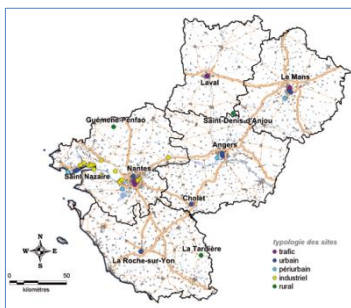 Laval
Le Mans
Guémené-Penfao
Saint-Denis-d'Anjou
Angers
Saint Nazaire
Nantes
Cholet
La Tardière
La Roche-sur-Yon
N
W
E
S
0
50
kilomètres
typologie des sites
trafic
urbain
périurbain
industriel
rural